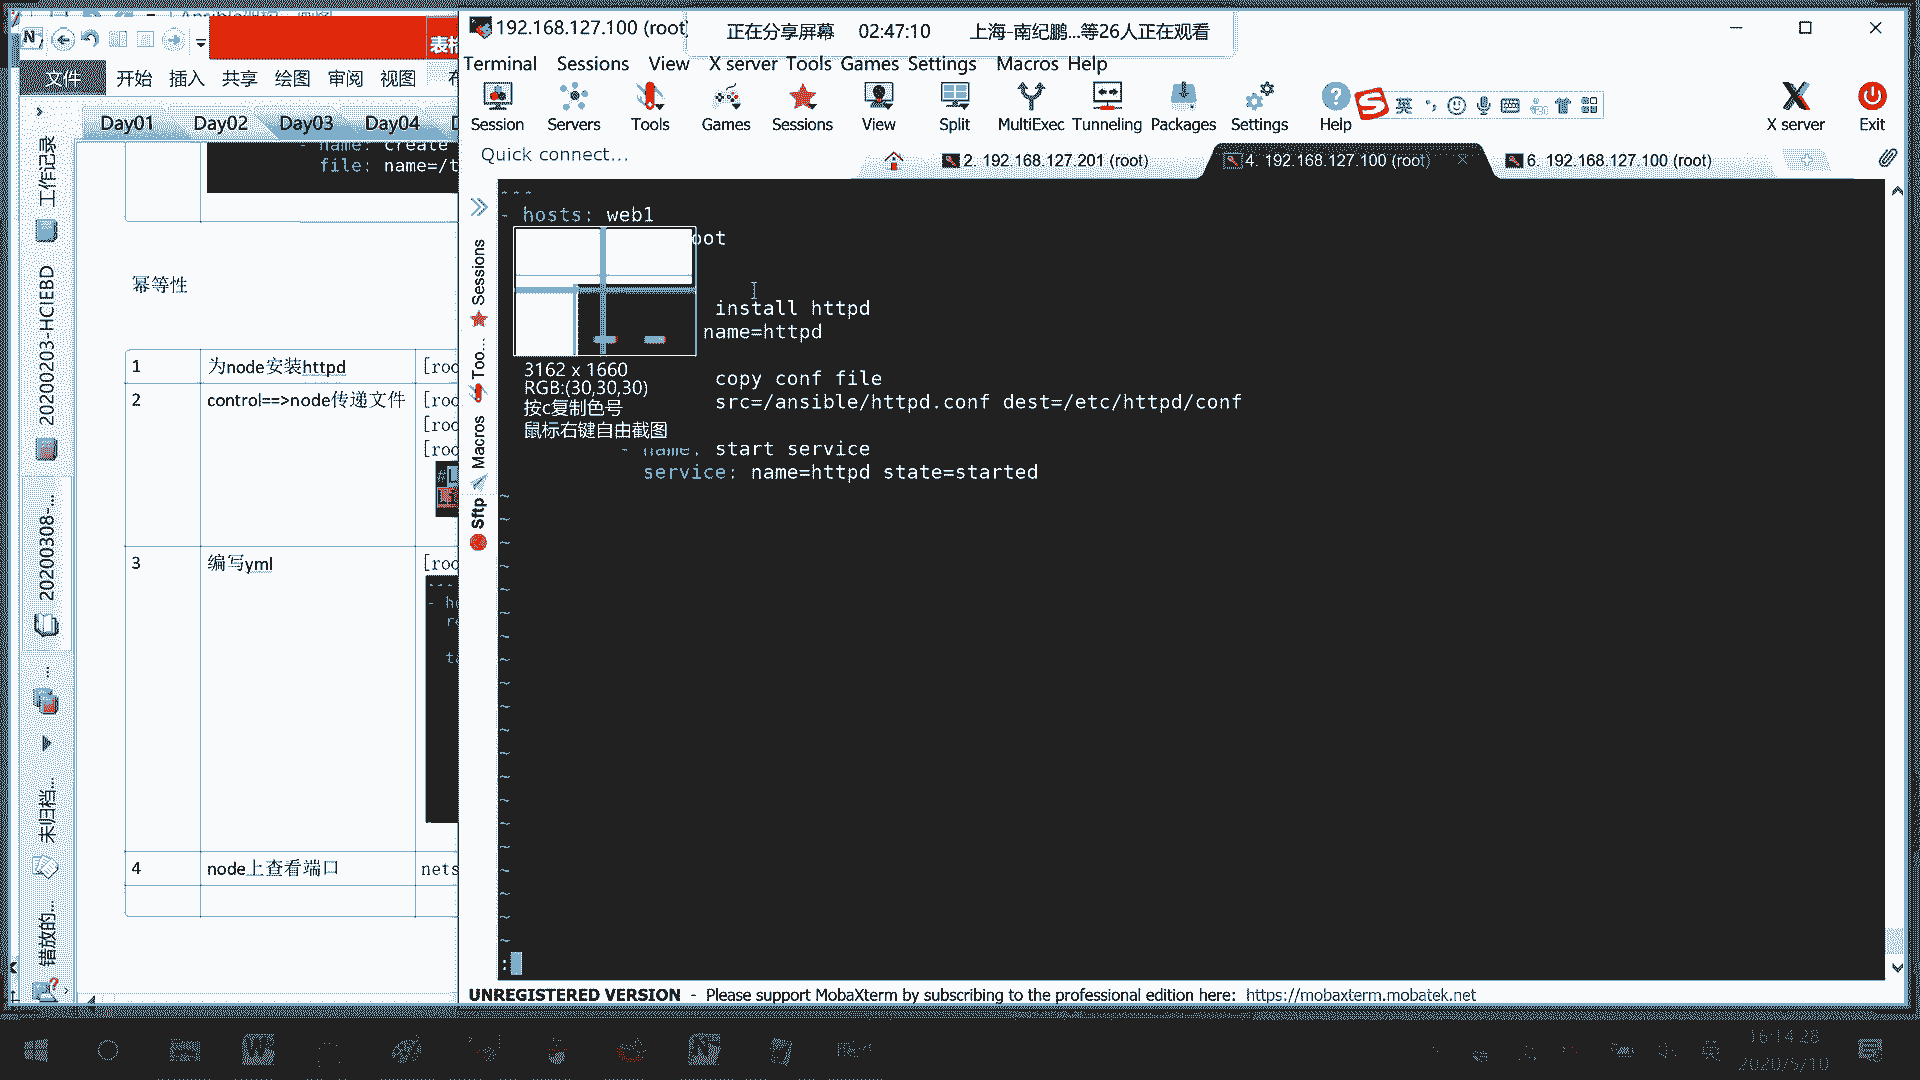 192.168.127.100 (root)
正在分享屏幕 02:47:10 上海-南纪鹏...等26人正在观看
表格
文件 开始 插入 共享 绘图 审阅 视图
Terminal Sessions View X server Tools Games Settings Macros Help
Session Servers Tools Games Sessions View Split MultiExec Tunneling Packages Settings Help
英
X server Exit
Day01 Day02 Day03 Day04
Quick connect...
2. 192.168.127.201 (root)
4. 192.168.127.100 (root)
6. 192.168.127.100 (root)
- name: create
file: name=/t
幂等性
1 为node安装httpd [roo
2 control==>node传递文件 [roo
[roo
[roo
3 编写yml [roo
---
- ho
re
ta
4 node上查看端口 nets
工作记录
20200203-HCIEBD
20200308-...
...
未归档...
错放的...
Sessions
Too...
Macros
Sftp
---
- hosts: web1
oot
install httpd
name=httpd
copy conf file
src=/ansible/httpd.conf dest=/etc/httpd/conf
- name: start service
service: name=httpd state=started
3162 x 1660
RGB:(30,30,30)
按c复制色号
鼠标右键自由截图
:
UNREGISTERED VERSION - Please support MobaXterm by subscribing to the professional edition here: https://mobaxterm.mobatek.net
16:14:28
2020/5/10